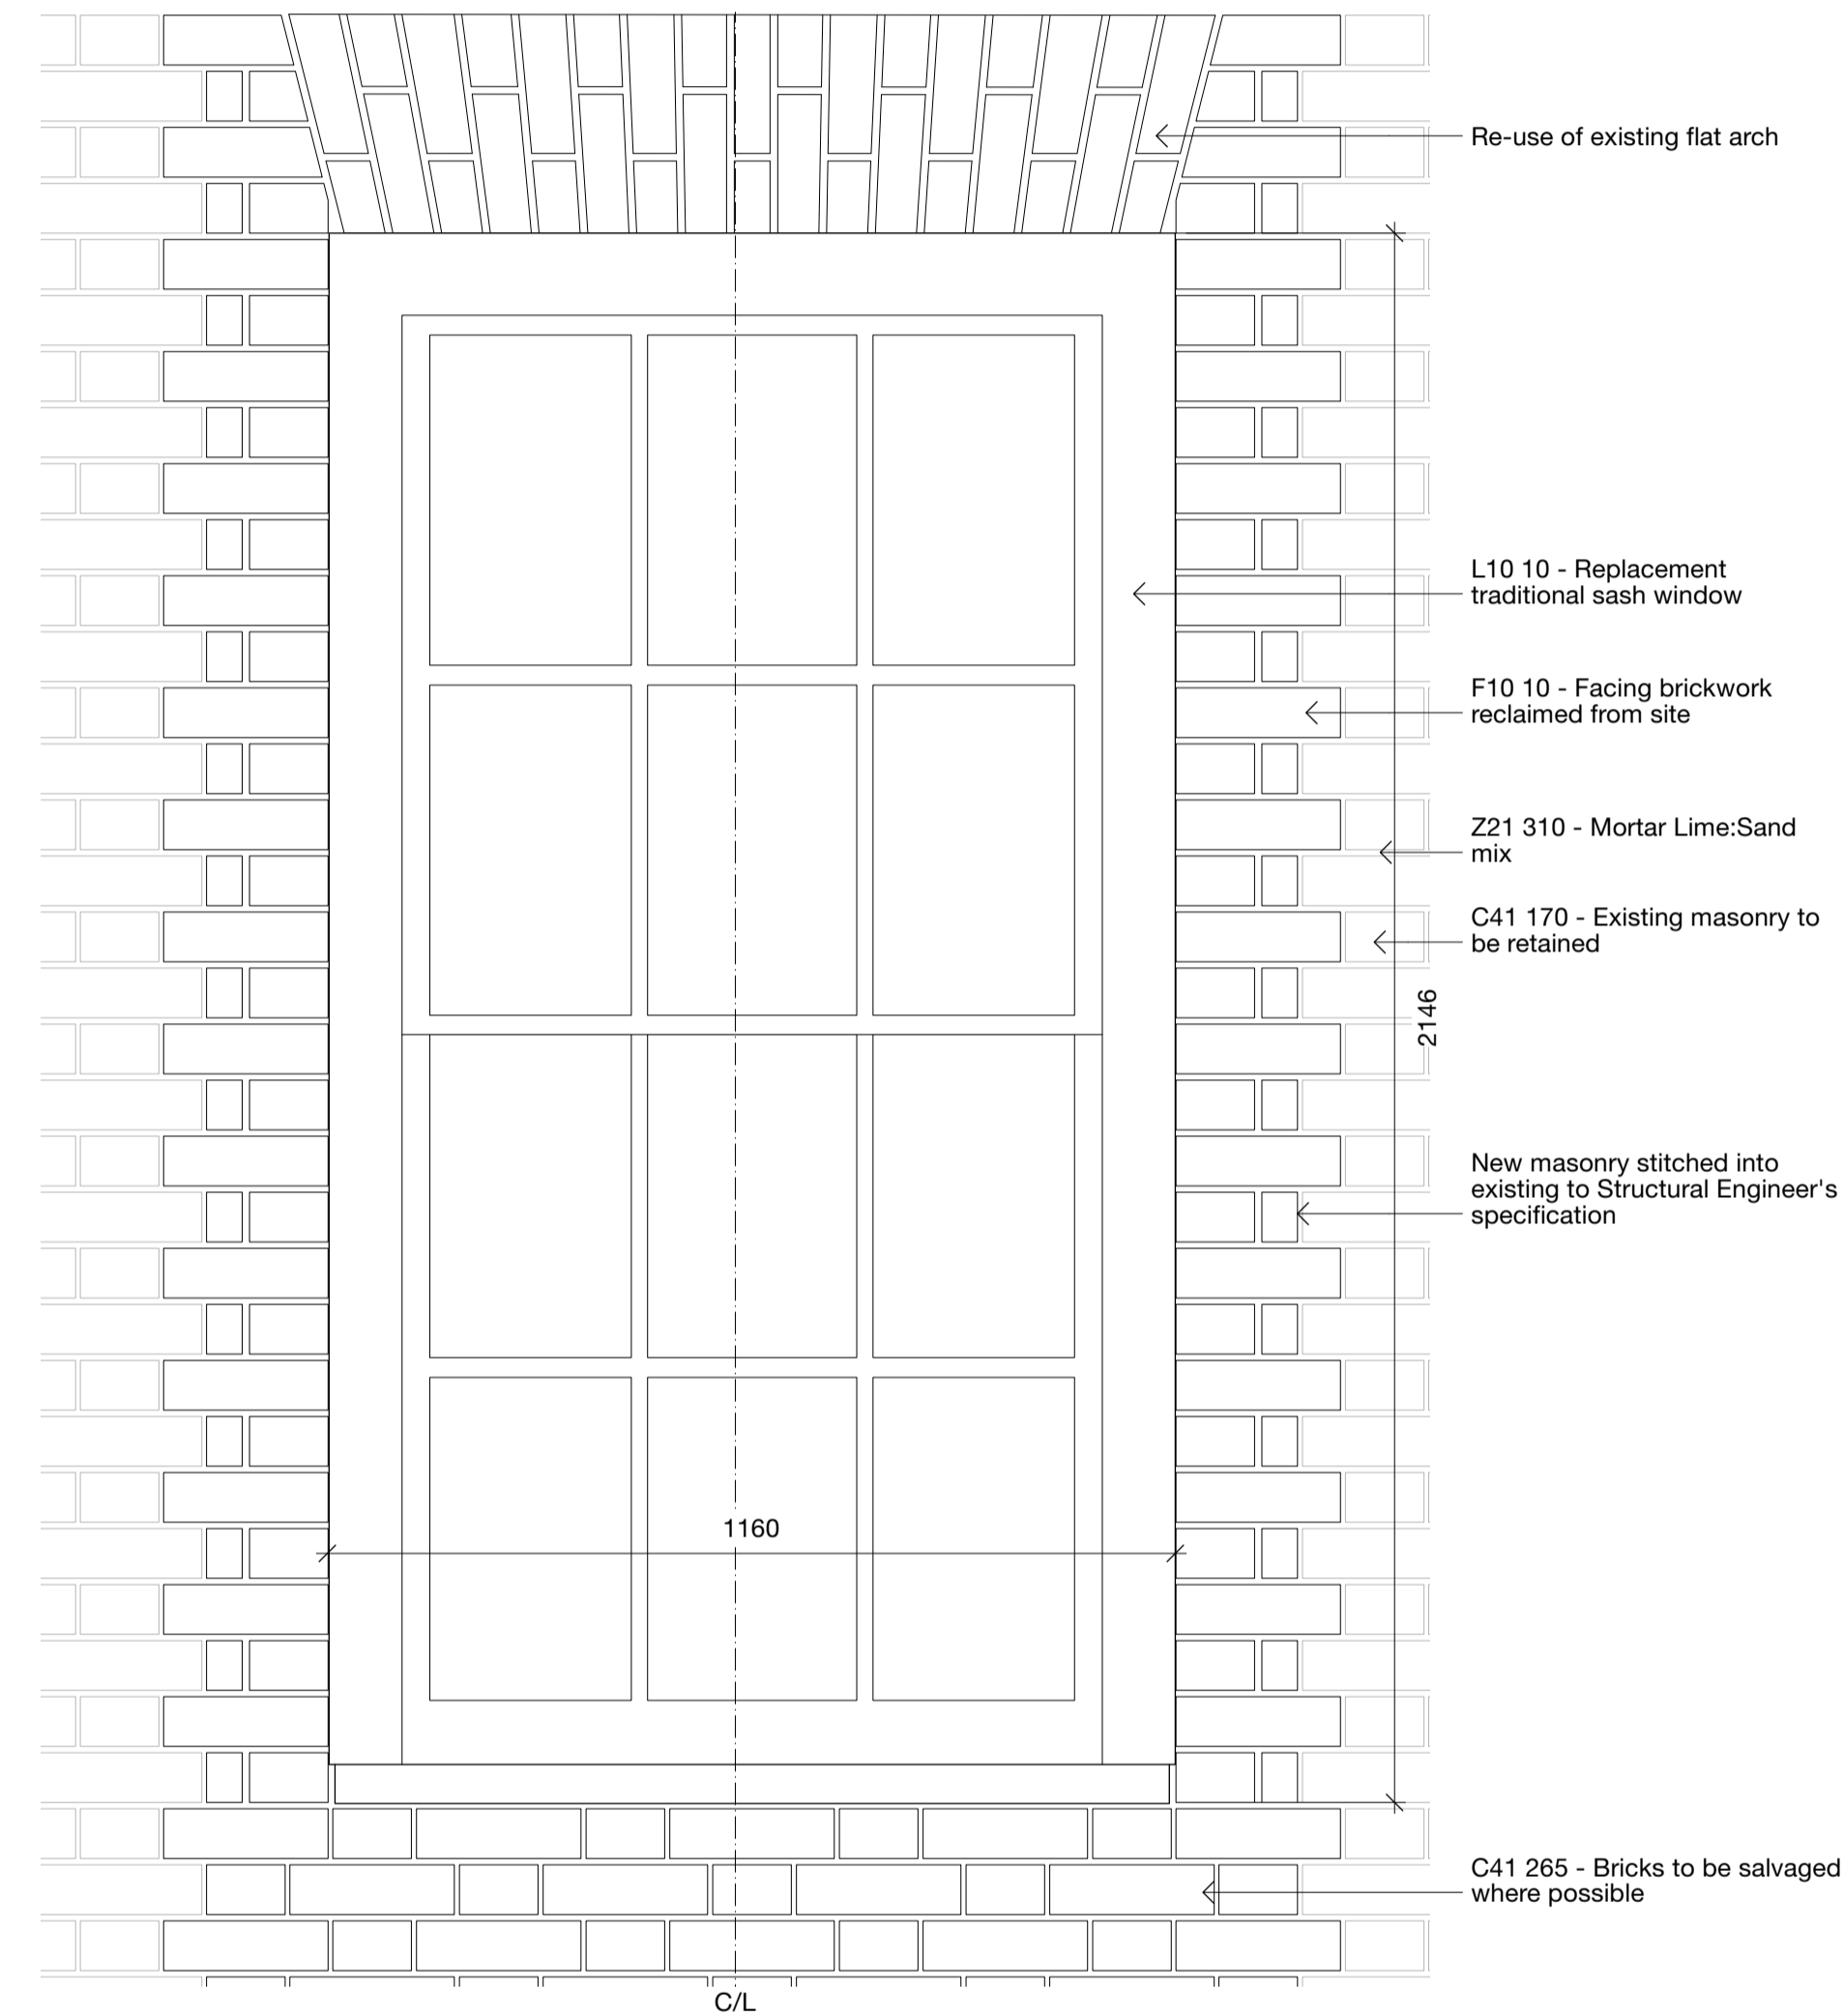 Re-use of existing flat arch
L10 10 - Replacement
traditional sash window
F10 10 - Facing brickwork
reclaimed from site
Z21 310 - Mortar Lime:Sand
mix
C41 170 - Existing masonry to
be retained
2146
New masonry stitched into
existing to Structural Engineer's
specification
1160
C41 265 - Bricks to be salvaged
where possible
C/L